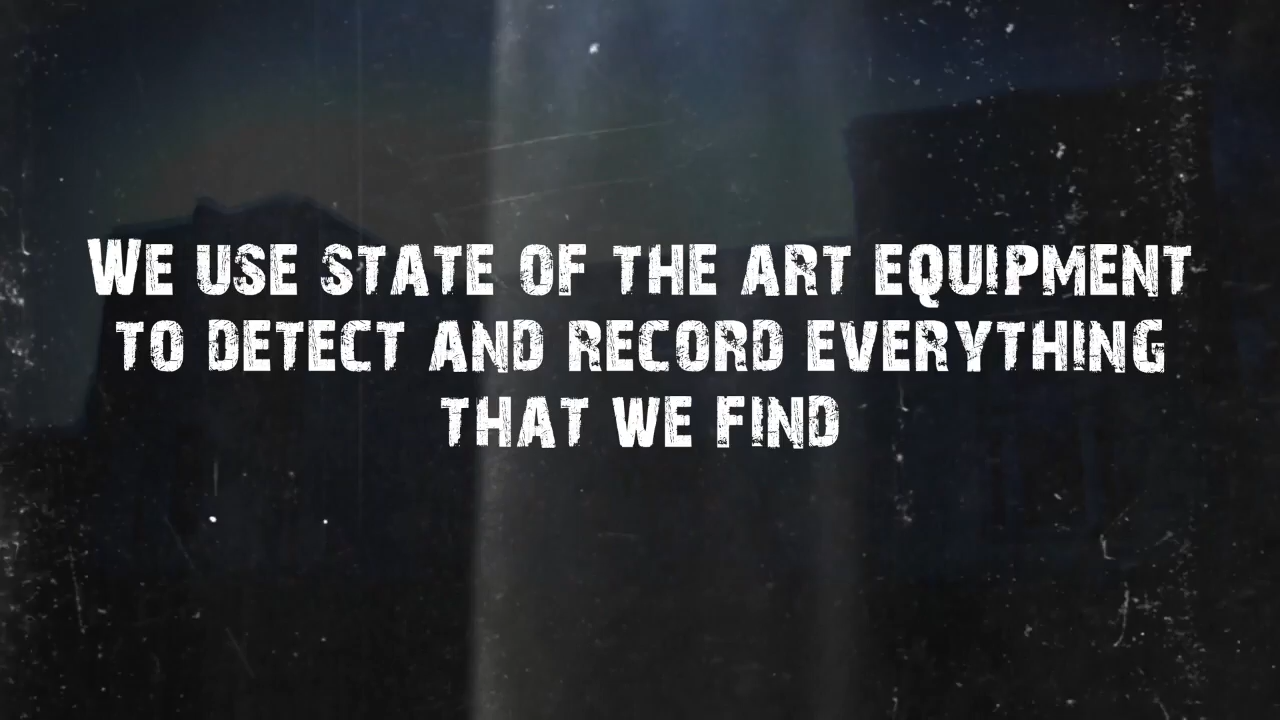 We use state of the art equipment
to detect and record everything
that we find